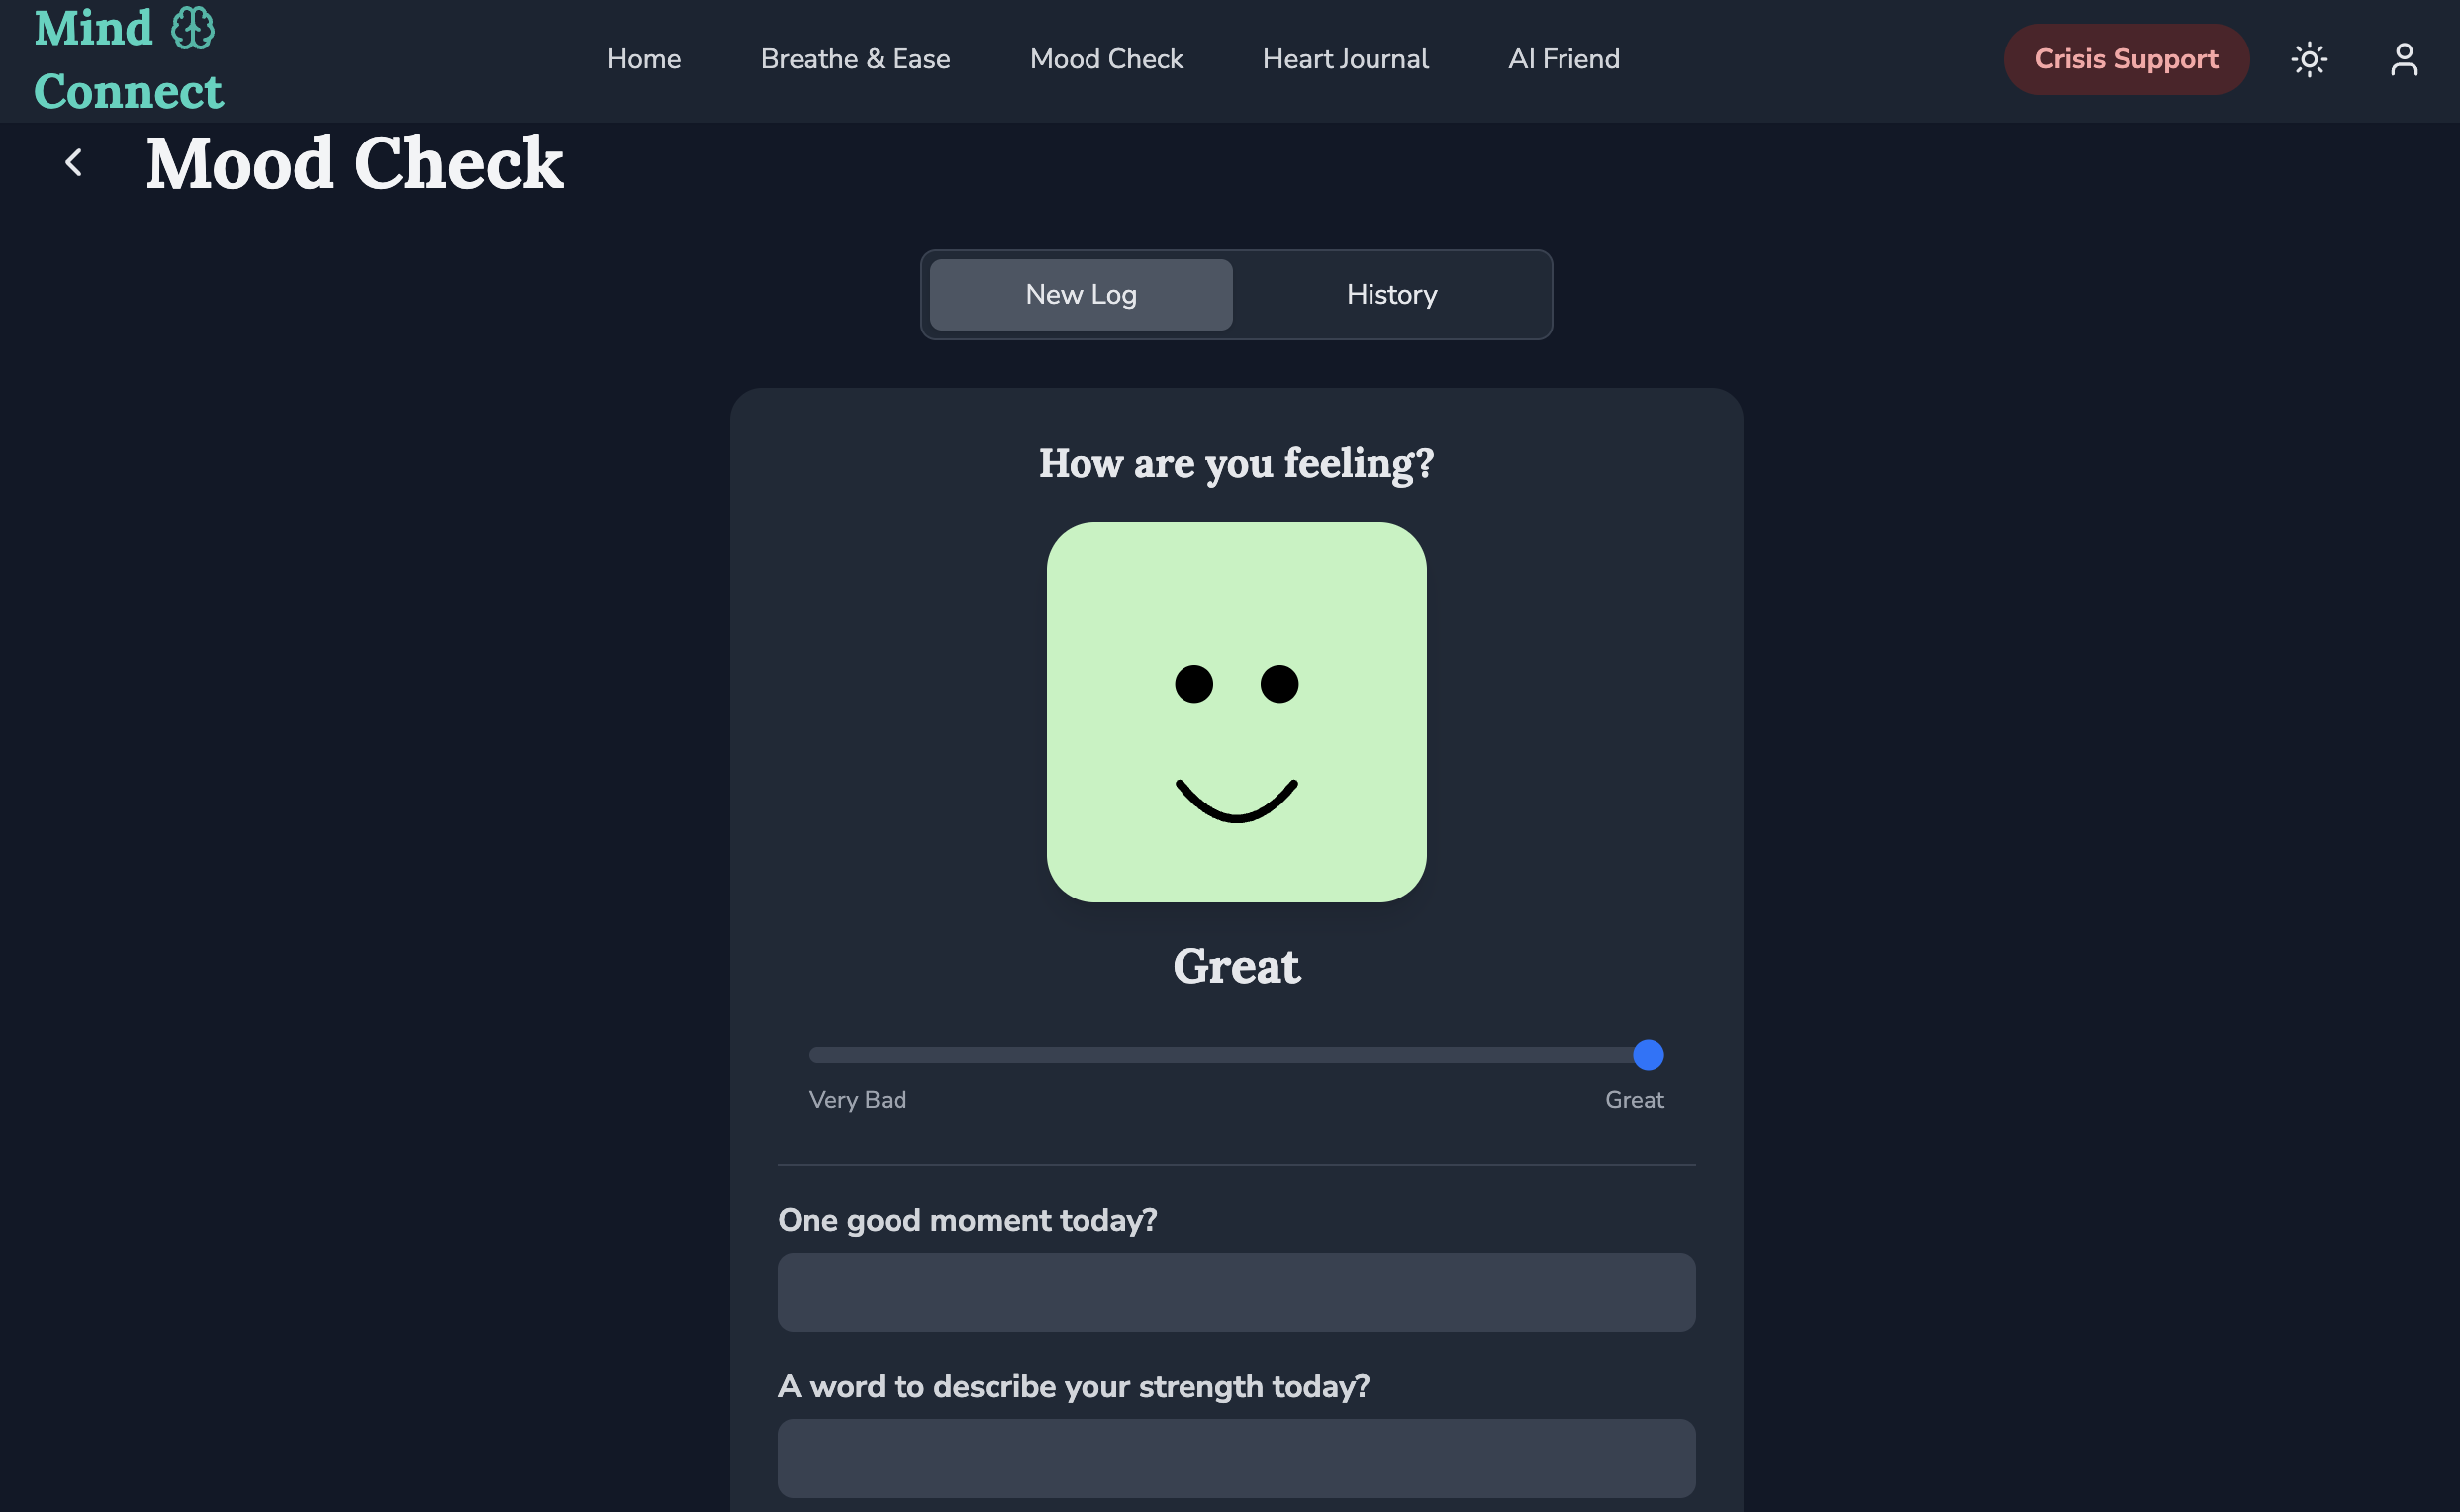 Mind
Connect
Home
Breathe & Ease
Mood Check
Heart Journal
AI Friend
Crisis Support
Mood Check
New Log
History
How are you feeling?
Great
Very Bad
Great
One good moment today?
A word to describe your strength today?